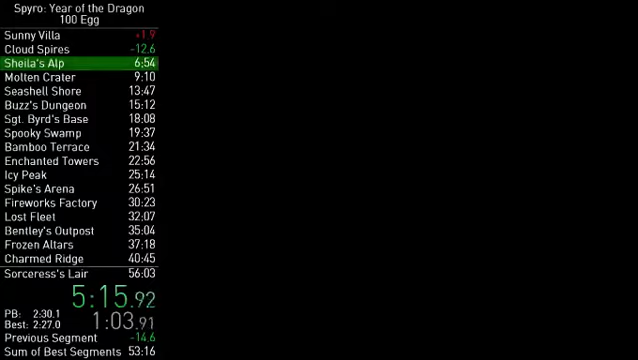 Spyro: Year of the Dragon
100 Egg
Sunny Villa +1.9
Cloud Spires -12.6
Sheila's Alp 6:54
Molten Crater 9:10
Seashell Shore 13:47
Buzz's Dungeon 15:12
Sgt. Byrd's Base 18:08
Spooky Swamp 19:37
Bamboo Terrace 21:34
Enchanted Towers 22:56
Icy Peak 25:14
Spike's Arena 26:51
Fireworks Factory 30:23
Lost Fleet 32:07
Bentley's Outpost 35:04
Frozen Altars 37:18
Charmed Ridge 40:45
Sorceress's Lair 56:03
5:15.92
PB: 2:30.1
Best: 2:27.0
1:03.91
Previous Segment -14.6
Sum of Best Segments 53:16